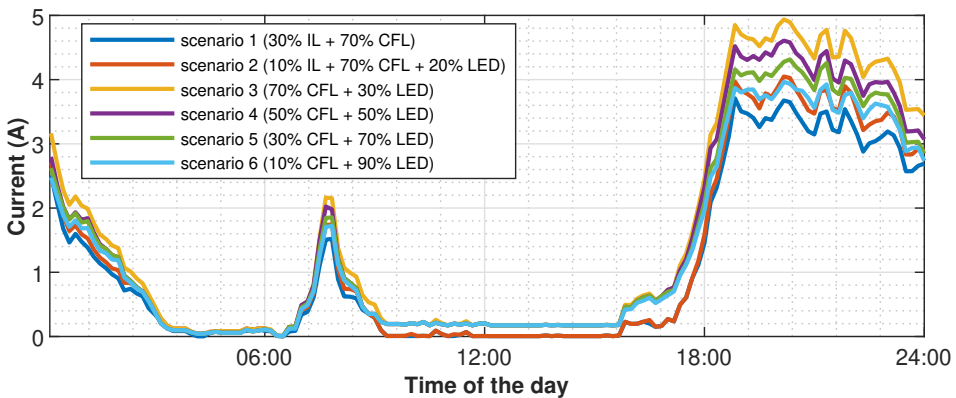 5
4
3
2
1
0
Current (A)
scenario 1 (30% IL + 70% CFL)
scenario 2 (10% IL + 70% CFL + 20% LED)
scenario 3 (70% CFL + 30% LED)
scenario 4 (50% CFL + 50% LED)
scenario 5 (30% CFL + 70% LED)
scenario 6 (10% CFL + 90% LED)
06:00 12:00 18:00 24:00
Time of the day